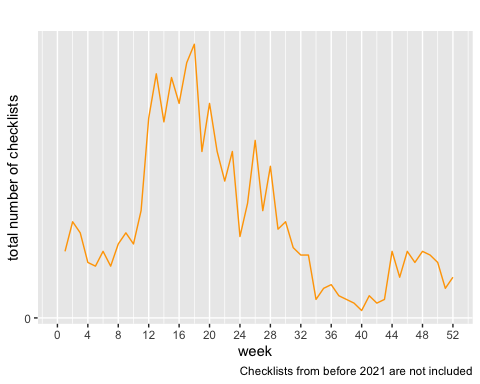 total number of checklists
0
0 4 8 12 16 20 24 28 32 36 40 44 48 52
week
Checklists from before 2021 are not included